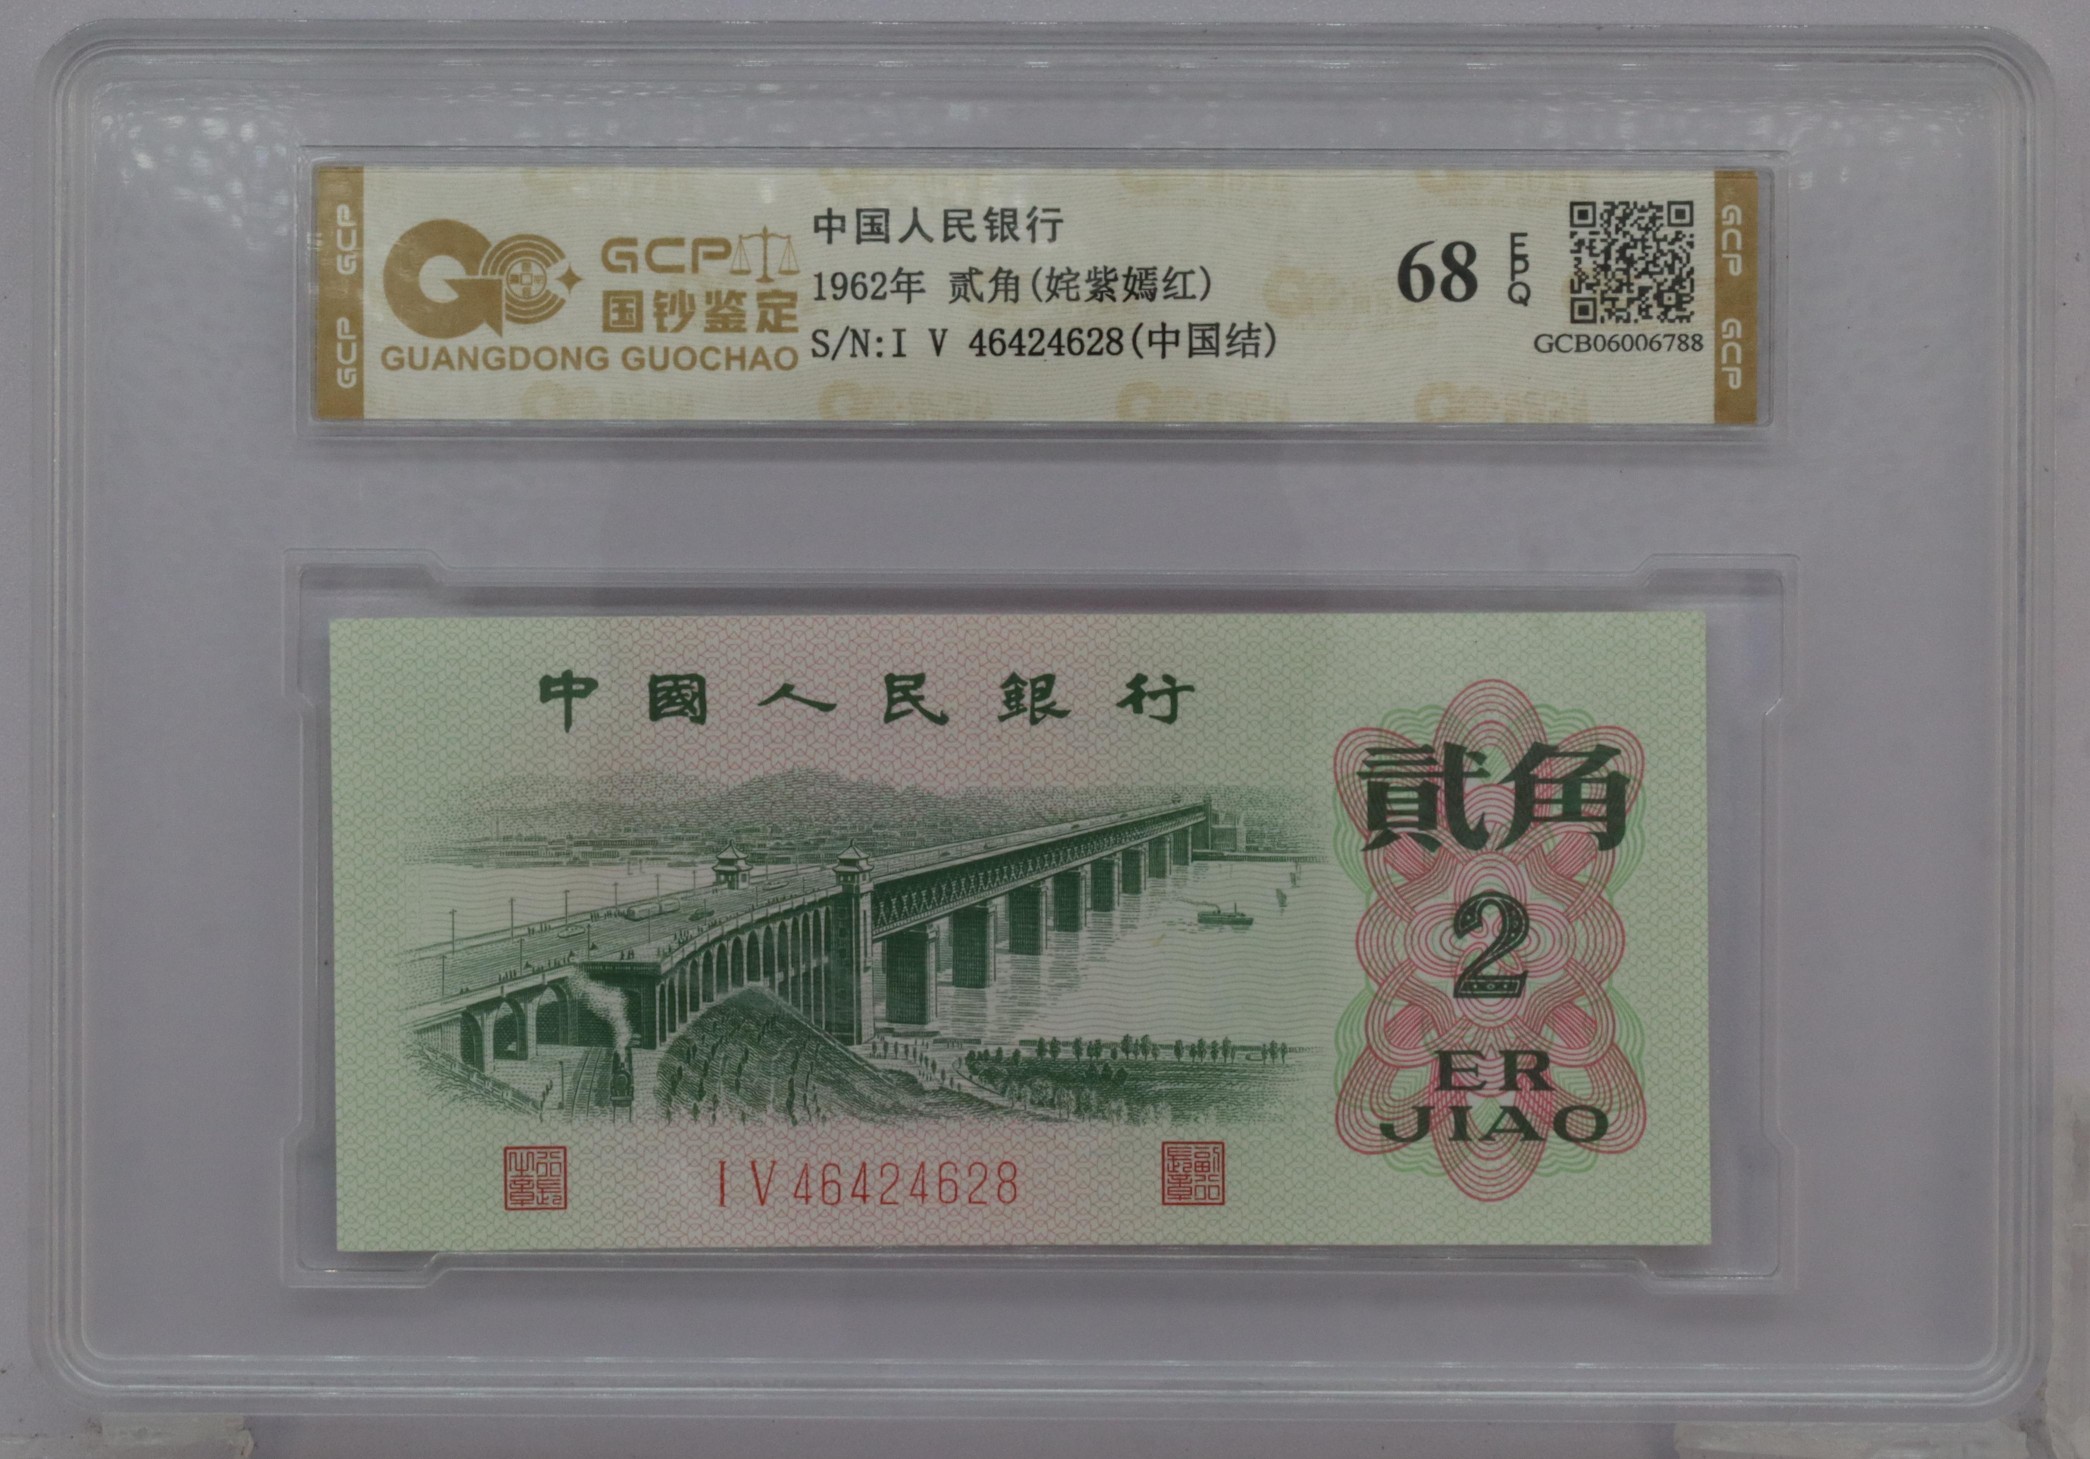 GCP
GCP
GCP
国钞鉴定
GUANGDONG GUOCHAO
中国人民银行
1962年 贰角(姹紫嫣红)
S/N:I V 46424628(中国结)
68
EPQ
GCB06006788
GCP
GCP
中國人民銀行
貳角
2
ER
JIAO
I V 46424628